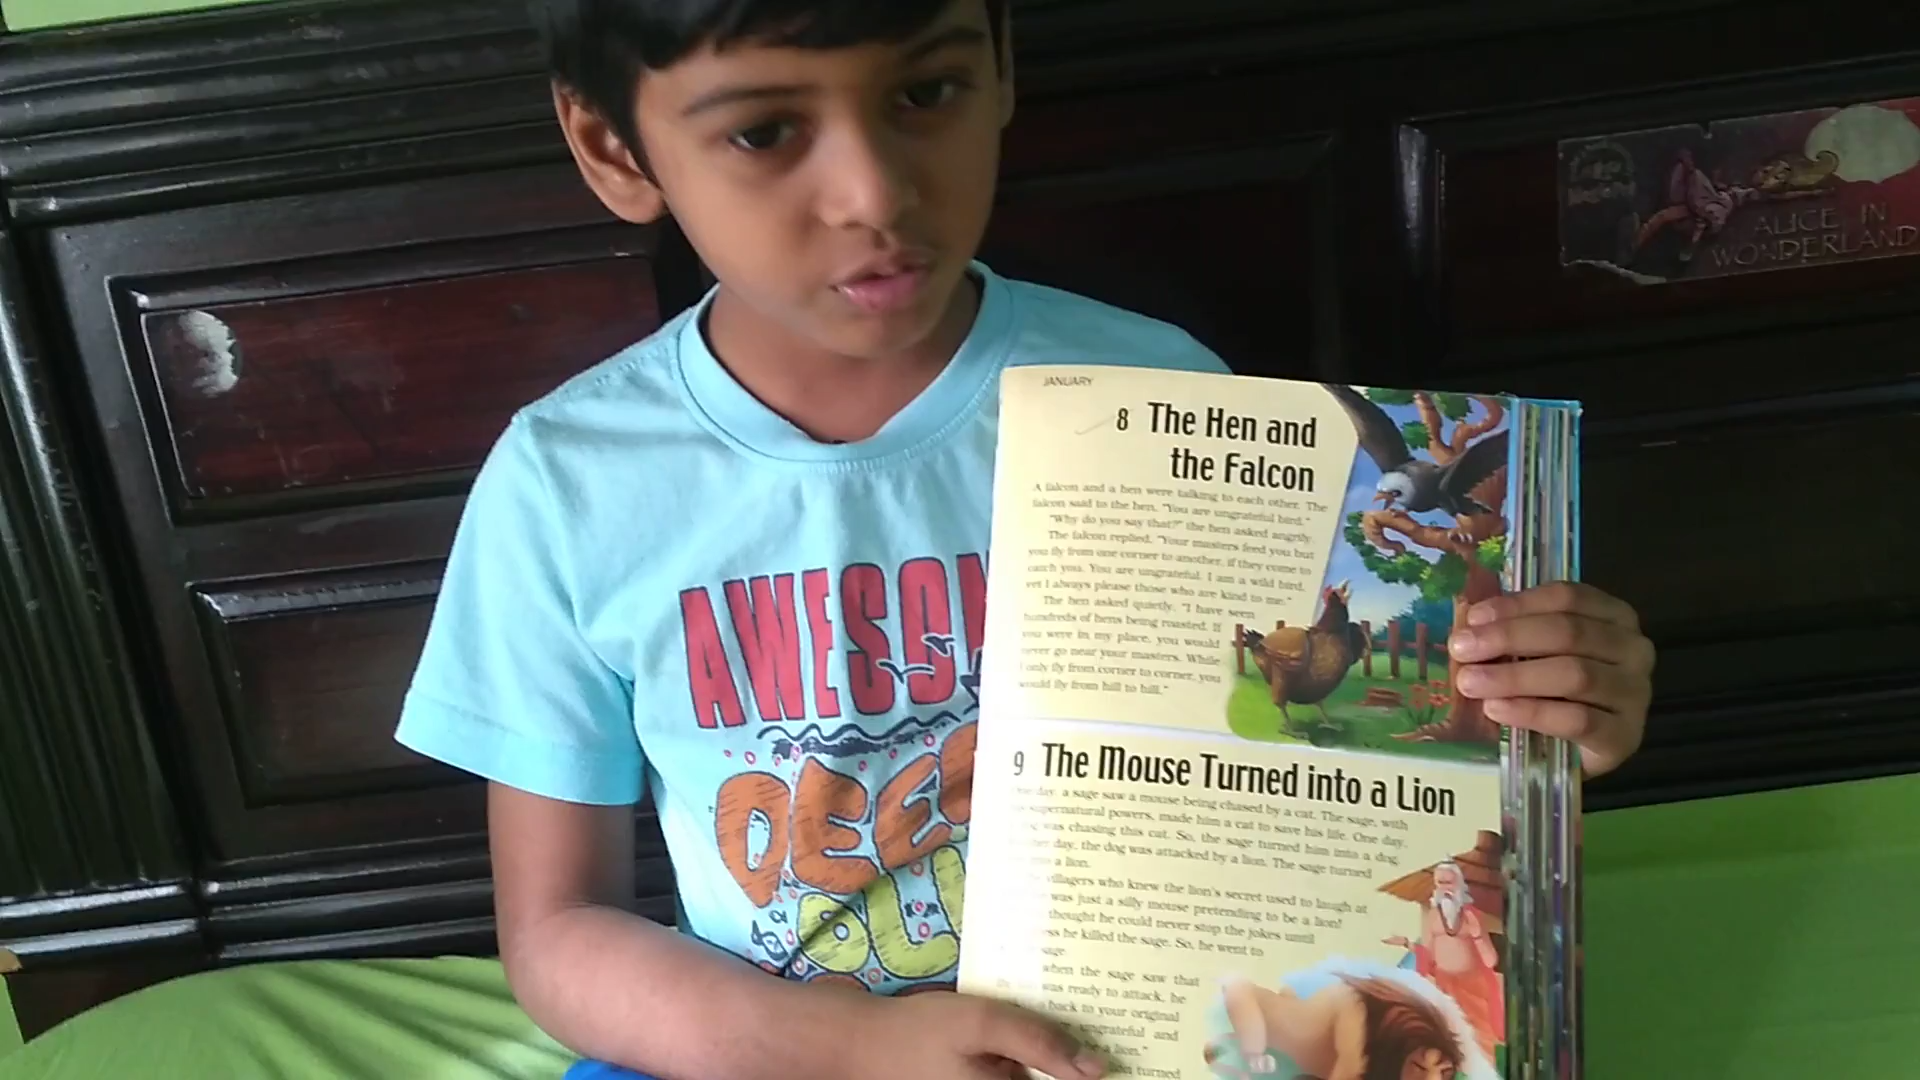 ALICE IN
WONDERLAND
JANUARY
8 The Hen and
the Falcon
A falcon and a hen were talking to each other. The
falcon said to the hen, "You are ungrateful bird."
"Why do you say that?" the hen asked angrily.
The falcon replied, "Your masters feed you but
you fly from one corner to another, if they come to
catch you. You are ungrateful. I am a wild bird,
yet I always please those who are kind to me."
The hen asked quietly, "I have seen
hundreds of hens being roasted. If
you were in my place, you would
never go near your masters. While
I only fly from corner to corner, you
would fly from hill to hill."
9 The Mouse Turned into a Lion
day, a sage saw a mouse being chased by a cat. The sage, with
supernatural powers, made him a cat to save his life. One day,
was chasing this cat. So, the sage turned him into a dog.
day, the dog was attacked by a lion. The sage turned
a lion.
villagers who knew the lion's secret used to laugh at
was just a silly mouse pretending to be a lion!
thought he could never stop the jokes until
he killed the sage. So, he went to
sage.
when the sage saw that
was ready to attack, he
back to your original
ungrateful and
be a lion."
lion turned
AWESOM
DEE